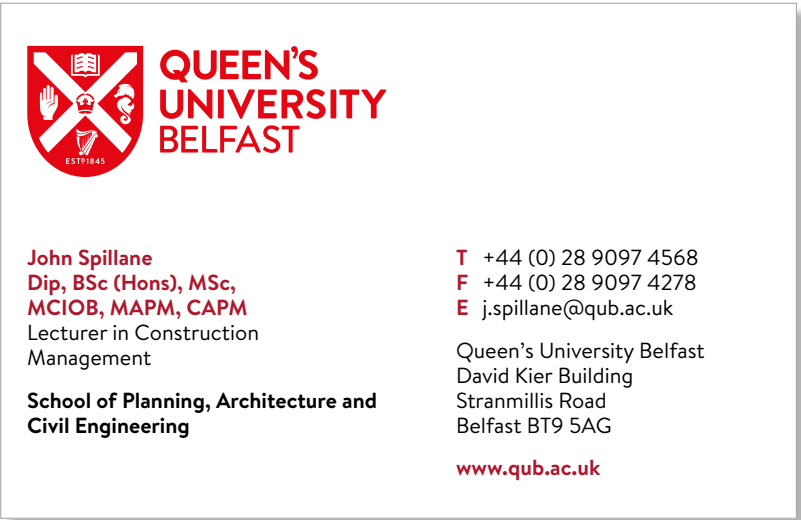 QUEEN'S
UNIVERSITY
BELFAST
ESTD 1845
John Spillane
Dip, BSc (Hons), MSc,
MCIOB, MAPM, CAPM
Lecturer in Construction
Management
School of Planning, Architecture and
Civil Engineering
T +44 (0) 28 9097 4568
F +44 (0) 28 9097 4278
E j.spillane@qub.ac.uk
Queen's University Belfast
David Kier Building
Stranmillis Road
Belfast BT9 5AG
www.qub.ac.uk